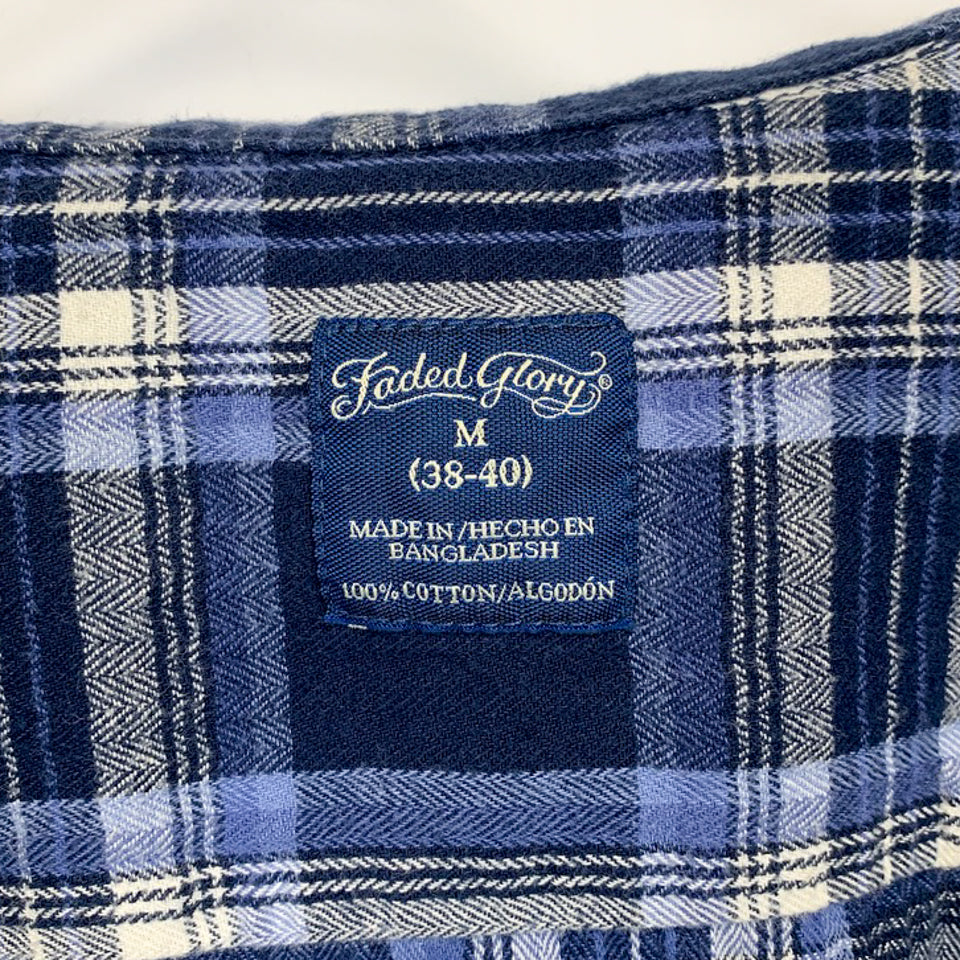 Faded Glory®
M
(38-40)
MADE IN/HECHO EN
BANGLADESH
100% COTTON/ALGODÓN